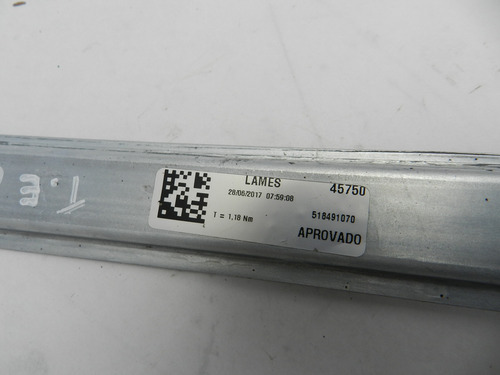 LAMES 45750
28/06/2017 07:59:08
518491070
T = 1,18 Nm
APROVADO